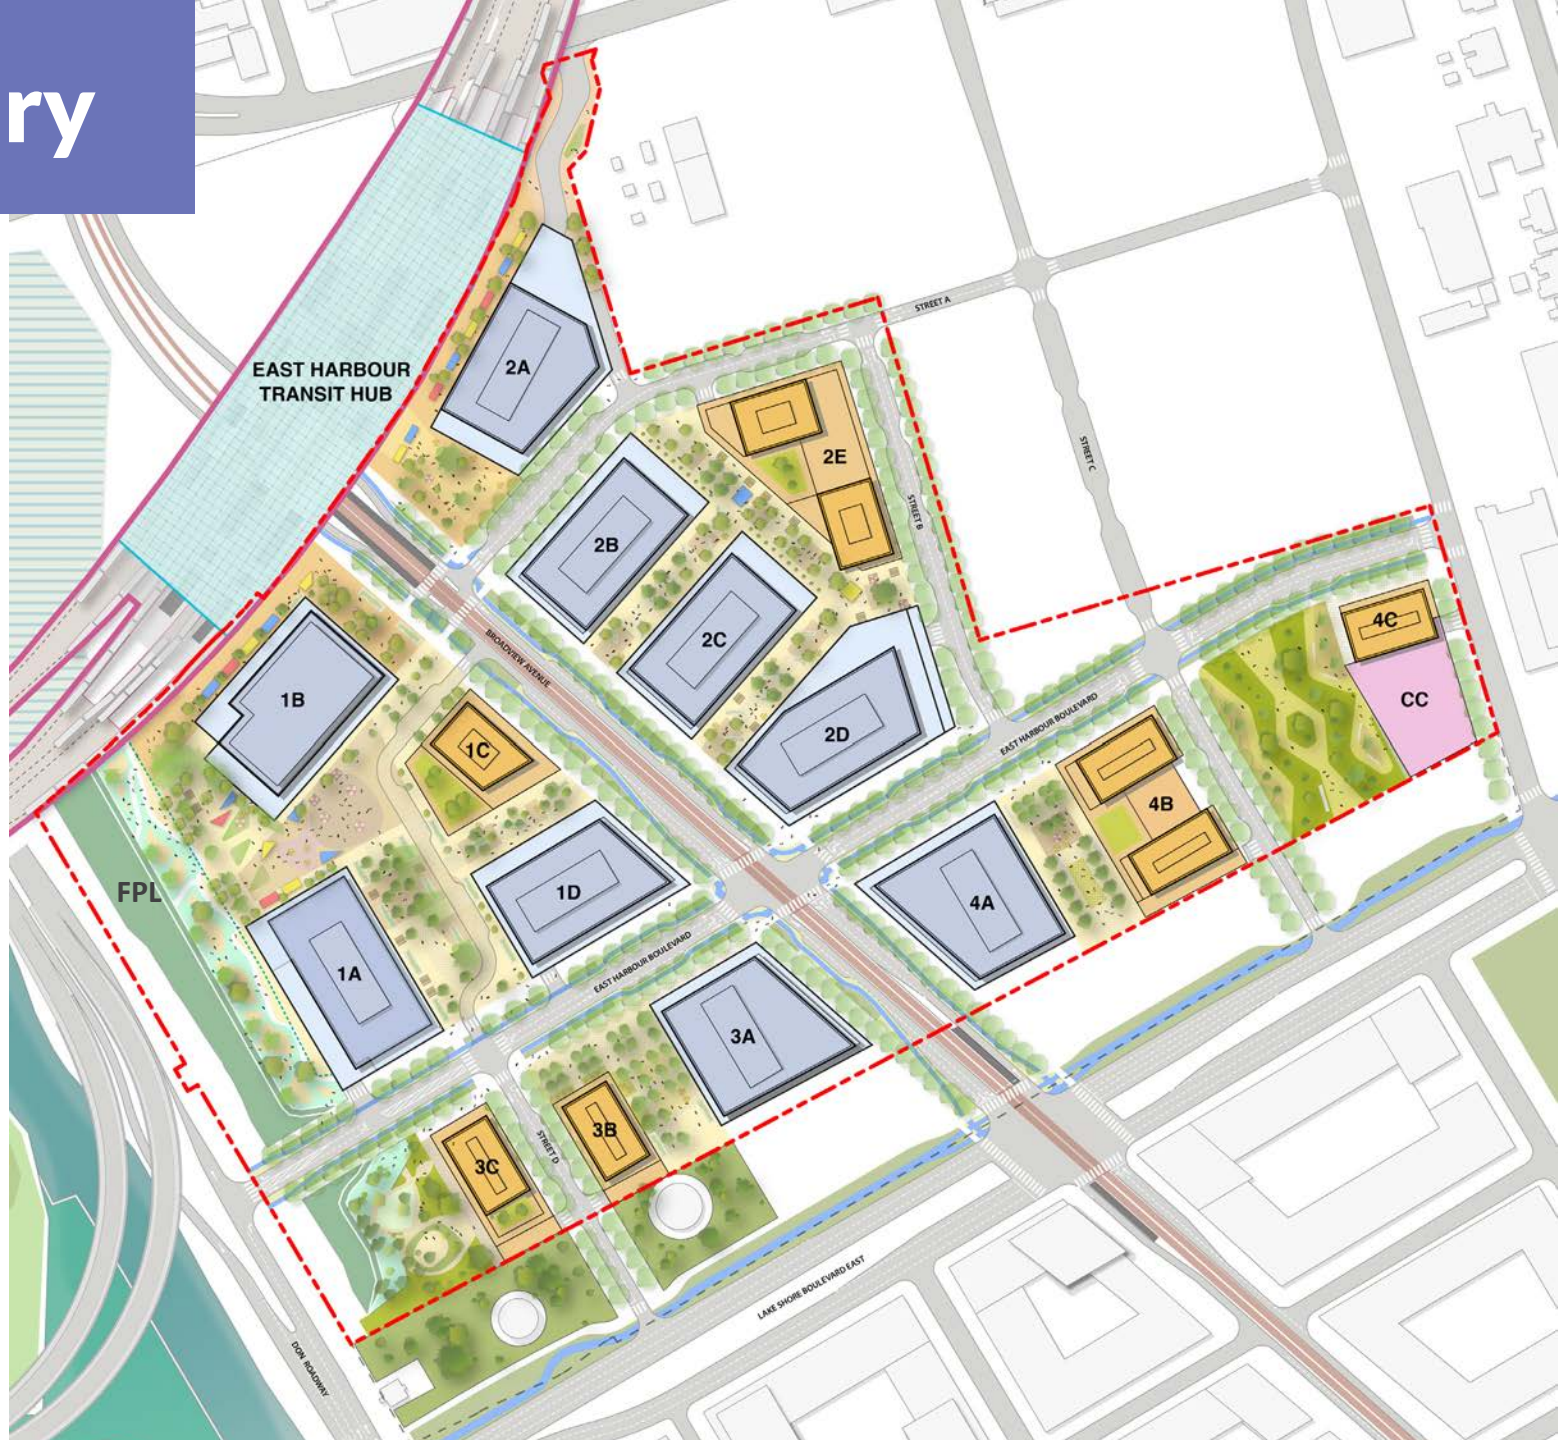 ry
EAST HARBOUR
TRANSIT HUB
STREET A
2A
2E
STREET B
STREET C
2B
2C
2D
BROADVIEW AVENUE
1B
1C
4C
CC
EAST HARBOUR BOULEVARD
4B
FPL
1D
4A
1A
EAST HARBOUR BOULEVARD
3A
3B
STREET D
3C
LAKE SHORE BOULEVARD EAST
DON ROADWAY